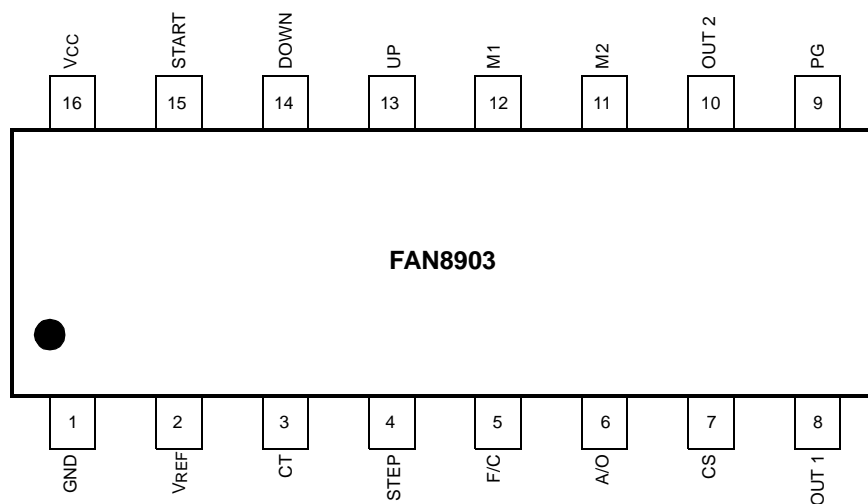 VCC
START
DOWN
UP
M1
M2
OUT 2
PG
16
15
14
13
12
11
10
9
FAN8903
1
2
3
4
5
6
7
8
GND
VREF
CT
STEP
F/C
A/O
CS
OUT 1